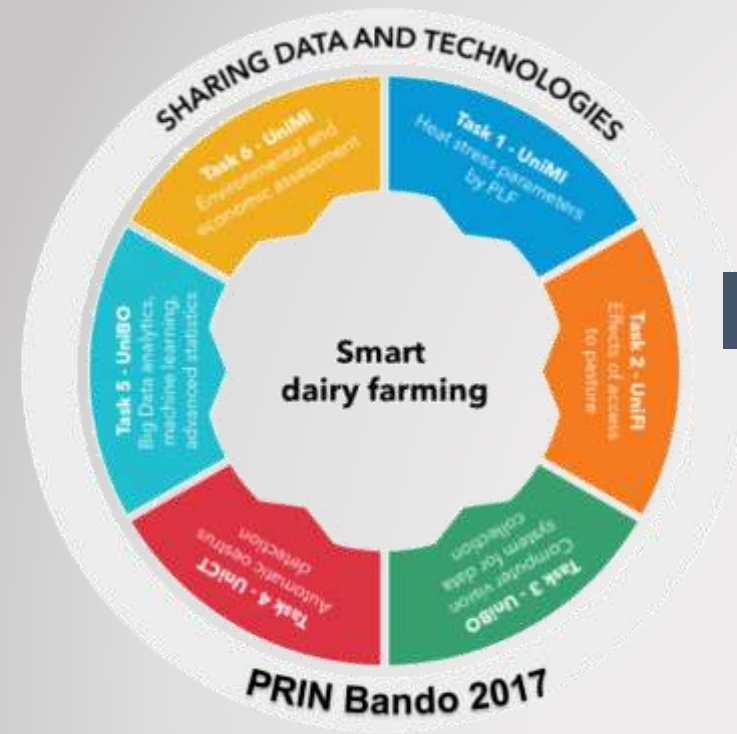 SHARING DATA AND TECHNOLOGIES
Task 1 - UniMI
Heat stress parameters
by PLF
Task 2 - UniFI
Effects of access
to pasture
Task 3 - UniBO
Computer vision
system for data
collection
Task 4 - UniCT
Automatic oestrus
detection
Task 5 - UniBO
Big Data analytics,
machine learning,
advanced statistics
Task 6 - UniMI
Environmental and
economic assessment
Smart
dairy farming
PRIN Bando 2017